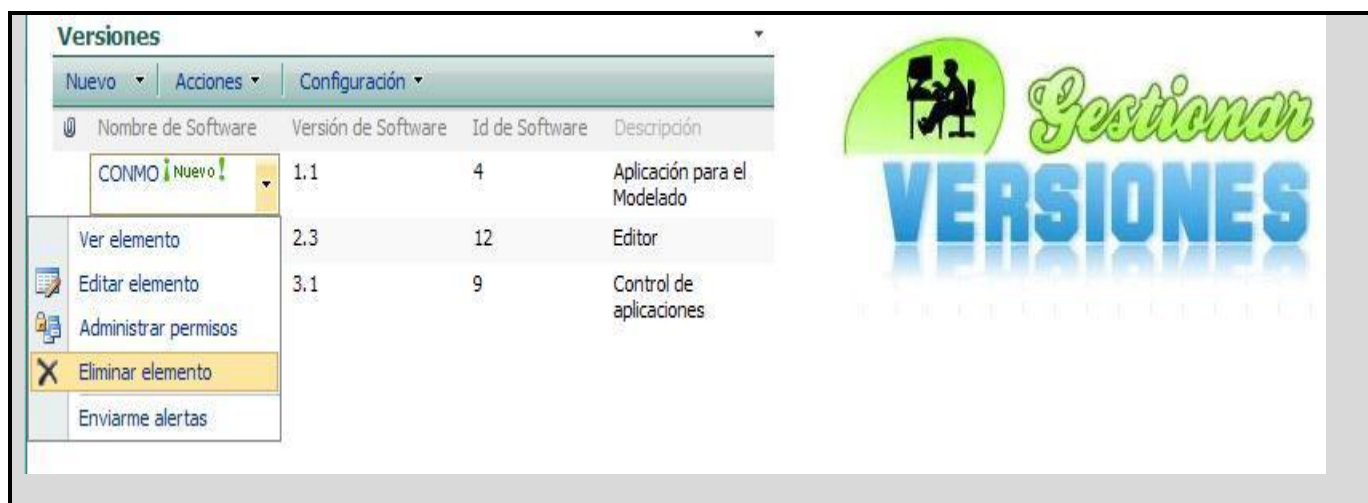 Versiones
Nuevo Acciones Configuración
Nombre de Software Versión de Software Id de Software Descripción
CONMO ¡Nuevo! 1.1 4 Aplicación para el
Modelado
Ver elemento 2.3 12 Editor
Editar elemento 3.1 9 Control de
aplicaciones
Administrar permisos
Eliminar elemento
Enviarme alertas
Gestionar
VERSIONES